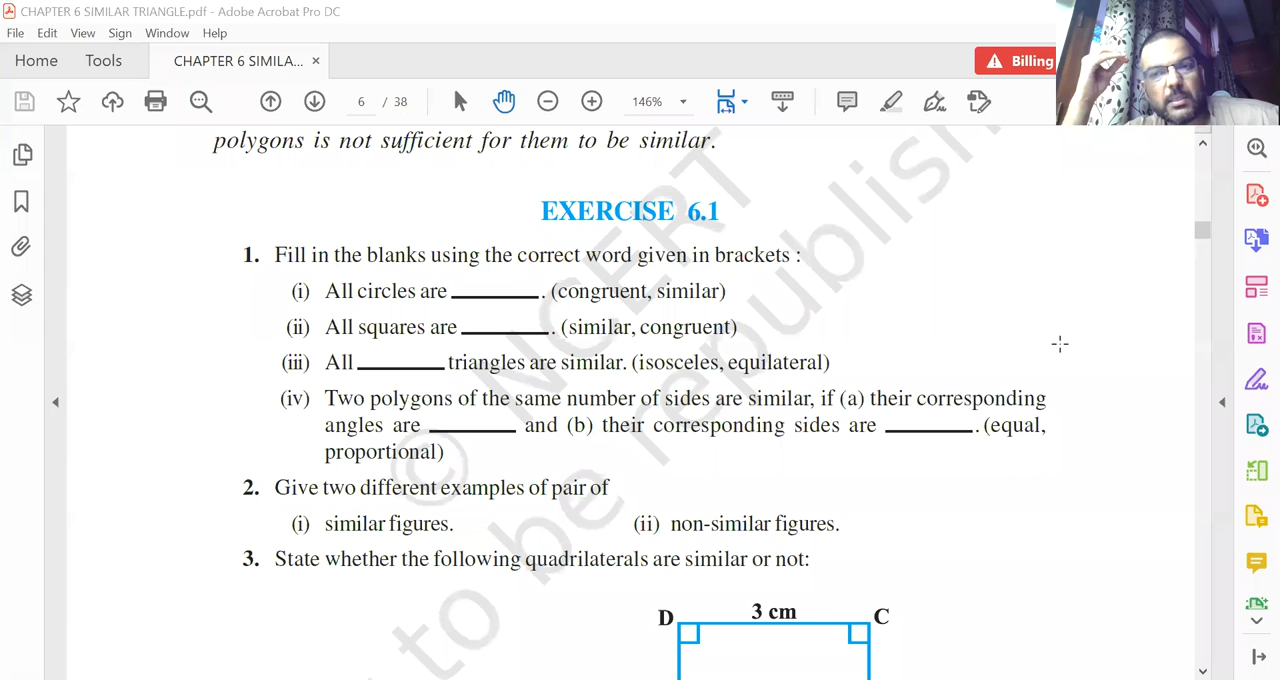 CHAPTER 6 SIMILAR TRIANGLE.pdf - Adobe Acrobat Pro DC
File Edit View Sign Window Help
Home Tools CHAPTER 6 SIMILA... × Billing
6 / 38 146%
polygons is not sufficient for them to be similar.
EXERCISE 6.1
1. Fill in the blanks using the correct word given in brackets :
(i) All circles are ________. (congruent, similar)
(ii) All squares are ________. (similar, congruent)
(iii) All ________ triangles are similar. (isosceles, equilateral)
(iv) Two polygons of the same number of sides are similar, if (a) their corresponding
angles are ________ and (b) their corresponding sides are ________. (equal,
proportional)
2. Give two different examples of pair of
(i) similar figures. (ii) non-similar figures.
3. State whether the following quadrilaterals are similar or not:
D 3 cm C
© NCERT
to be republish